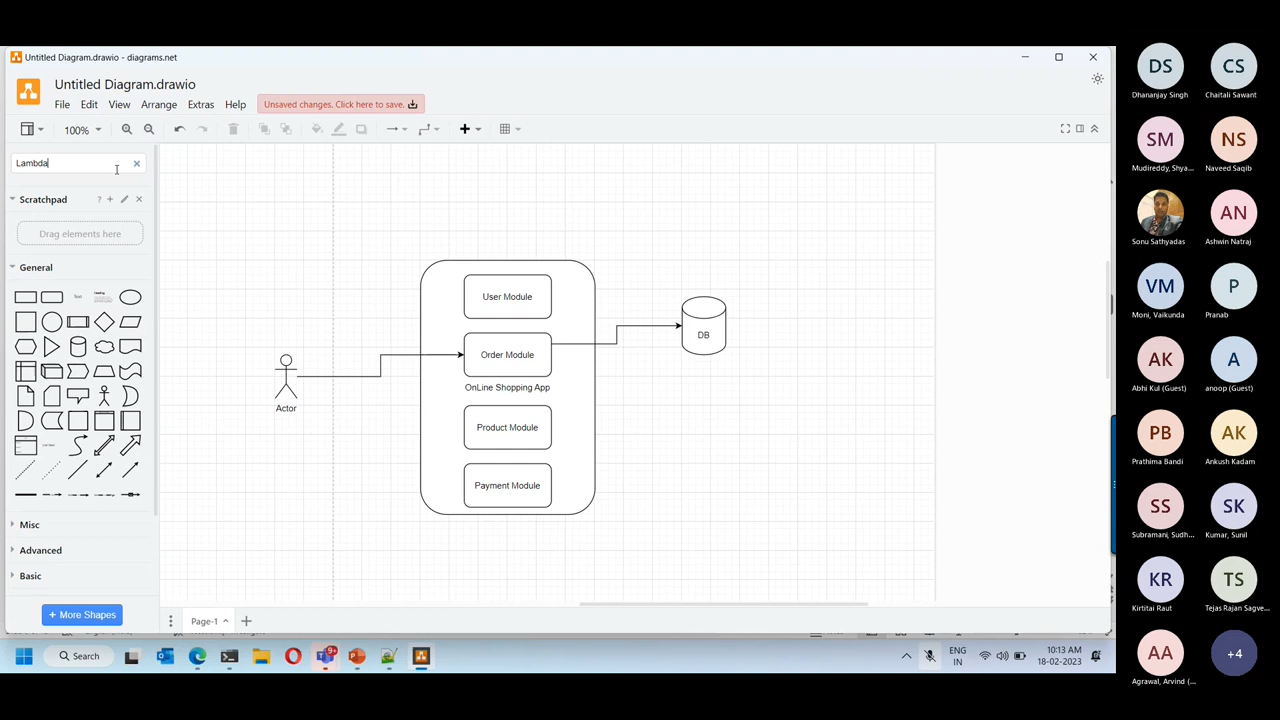 Untitled Diagram.drawio - diagrams.net
Untitled Diagram.drawio
File Edit View Arrange Extras Help
Unsaved changes. Click here to save.
100%
Lambda
Scratchpad
Drag elements here
General
Text
Heading
Misc
Advanced
Basic
+ More Shapes
User Module
Order Module
OnLine Shopping App
Product Module
Payment Module
Actor
DB
Page-1
Search
9+
ENG
IN
10:13 AM
18-02-2023
DS
Dhananjay Singh
CS
Chaitali Sawant
SM
Mudireddy, Shya...
NS
Naveed Saqib
Sonu Sathyadas
AN
Ashwin Natraj
VM
Moni, Vaikunda
P
Pranab
AK
Abhi Kul (Guest)
A
anoop (Guest)
PB
Prathima Bandi
AK
Ankush Kadam
SS
Subramani, Sudh...
SK
Kumar, Sunil
KR
Kirtitai Raut
TS
Tejas Rajan Sagve...
AA
Agrawal, Arvind (...
+4